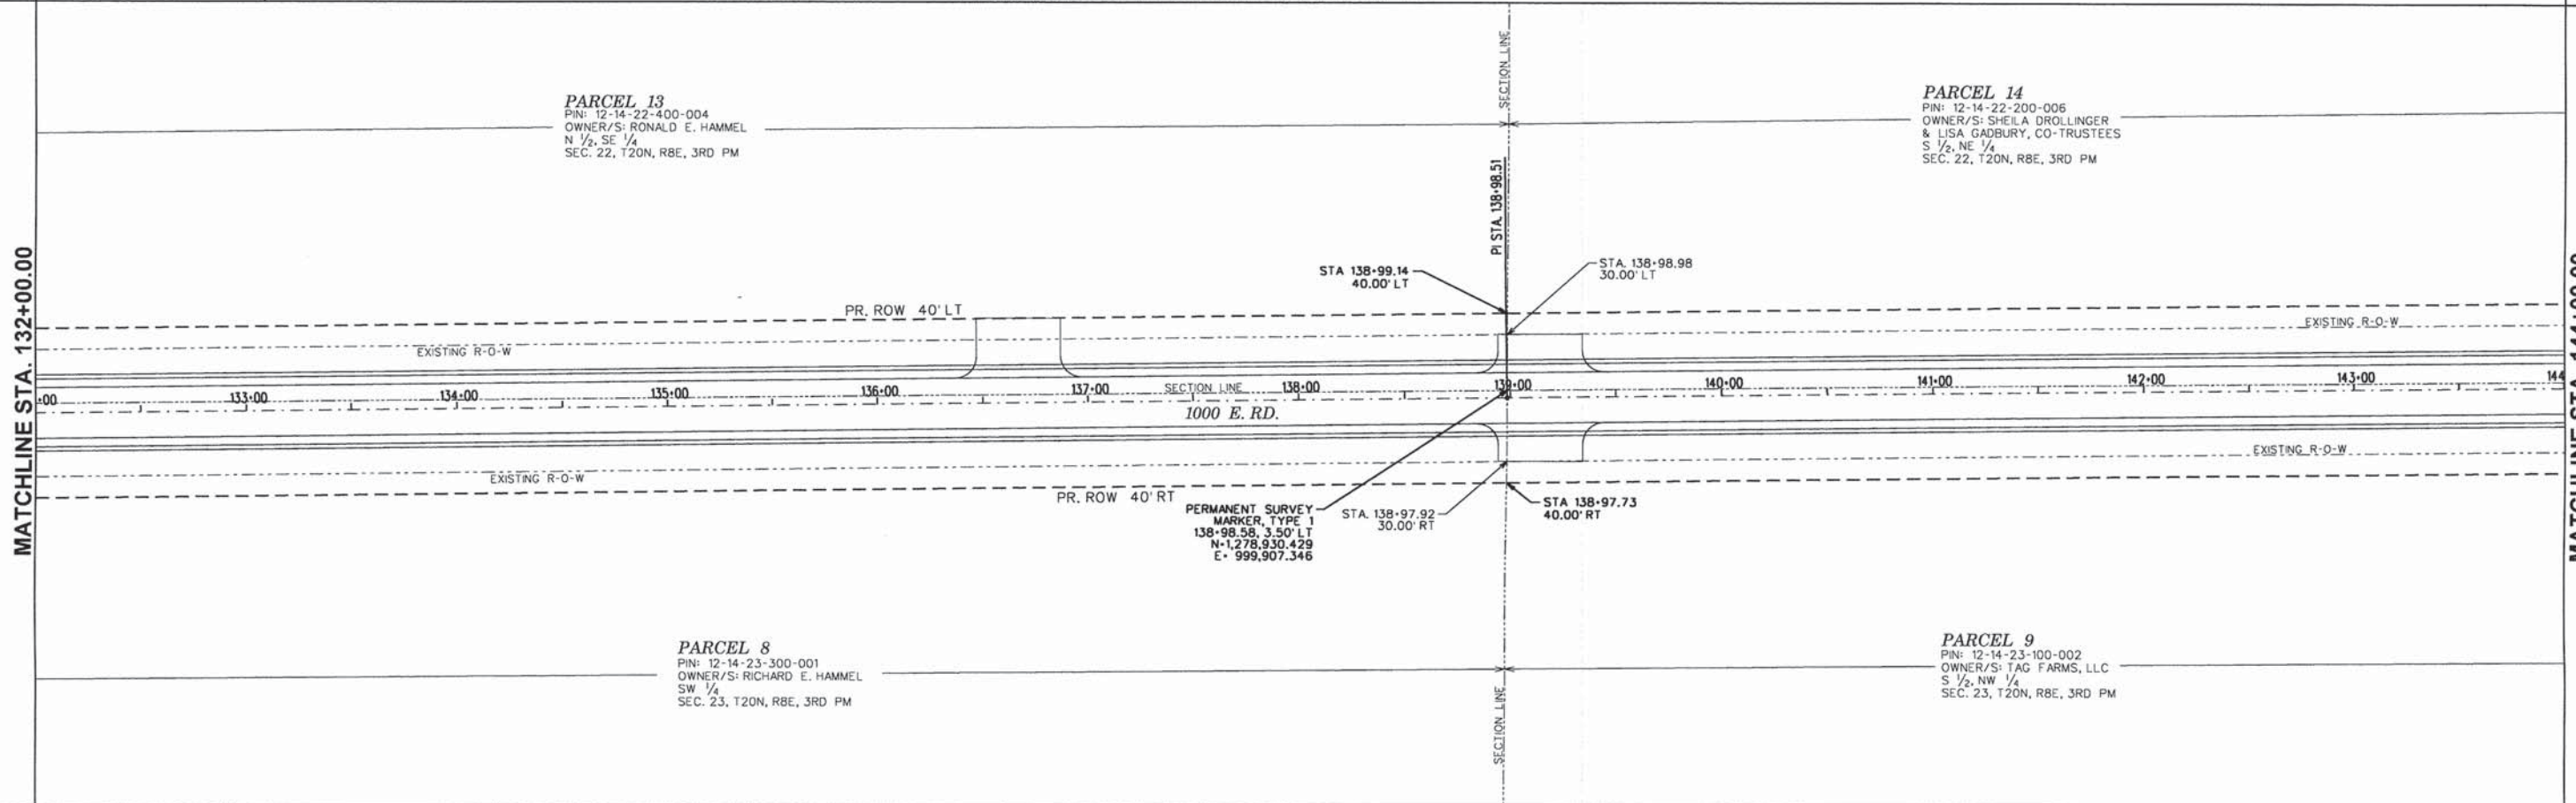 SECTION LINE
PARCEL 13
PIN: 12-14-22-400-004
OWNER/S: RONALD E. HAMMEL
N 1/2, SE 1/4
SEC. 22, T20N, R8E, 3RD PM
PARCEL 14
PIN: 12-14-22-200-006
OWNER/S: SHEILA DROLLINGER
& LISA GADBURY, CO-TRUSTEES
S 1/2, NE 1/4
SEC. 22, T20N, R8E, 3RD PM
PI STA. 138+98.51
MATCHLINE STA. 132+00.00
STA 138+99.14
40.00' LT
STA. 138+98.98
30.00' LT
PR. ROW 40' LT
EXISTING R-O-W
EXISTING R-O-W
+00
133+00
134+00
135+00
136+00
137+00
SECTION LINE
138+00
139+00
140+00
141+00
142+00
143+00
144
1000 E. RD.
EXISTING R-O-W
EXISTING R-O-W
PR. ROW 40' RT
PERMANENT SURVEY
MARKER, TYPE 1
138+98.58, 3.50' LT
N=1,278,930.429
E= 999,907.346
STA. 138+97.92
30.00' RT
STA 138+97.73
40.00' RT
PARCEL 8
PIN: 12-14-23-300-001
OWNER/S: RICHARD E. HAMMEL
SW 1/4
SEC. 23, T20N, R8E, 3RD PM
PARCEL 9
PIN: 12-14-23-100-002
OWNER/S: TAG FARMS, LLC
S 1/2, NW 1/4
SEC. 23, T20N, R8E, 3RD PM
SECTION LINE
MATCHLINE STA. 144+00.00